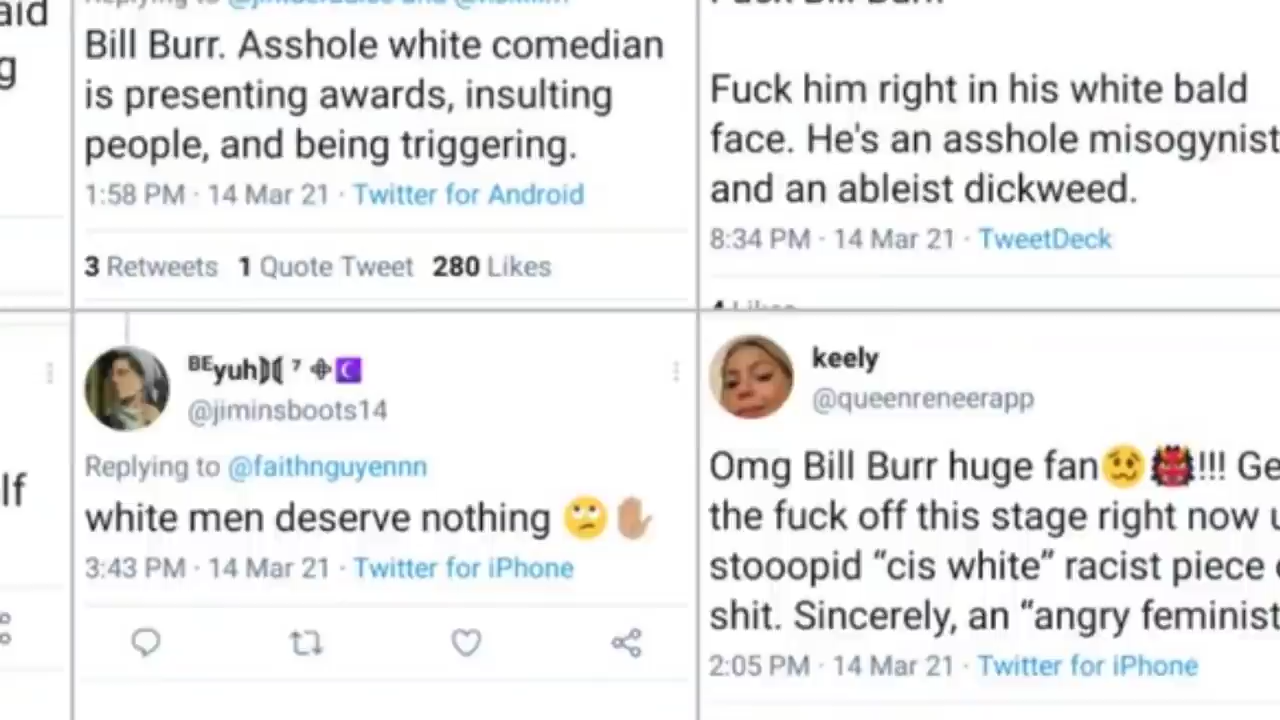 aid
g
Bill Burr. Asshole white comedian
is presenting awards, insulting
people, and being triggering.
1:58 PM · 14 Mar 21 · Twitter for Android
3 Retweets 1 Quote Tweet 280 Likes
Fuck him right in his white bald
face. He's an asshole misogynist
and an ableist dickweed.
8:34 PM · 14 Mar 21 · TweetDeck
lf
BEyuh 7
@jiminsboots14
Replying to @faithnguyennn
white men deserve nothing 🙄✋🏽
3:43 PM · 14 Mar 21 · Twitter for iPhone
keely
@queenreneerapp
Omg Bill Burr huge fan🥴👹!!! Ge
the fuck off this stage right now u
stooopid “cis white” racist piece
shit. Sincerely, an “angry feminist
2:05 PM · 14 Mar 21 · Twitter for iPhone